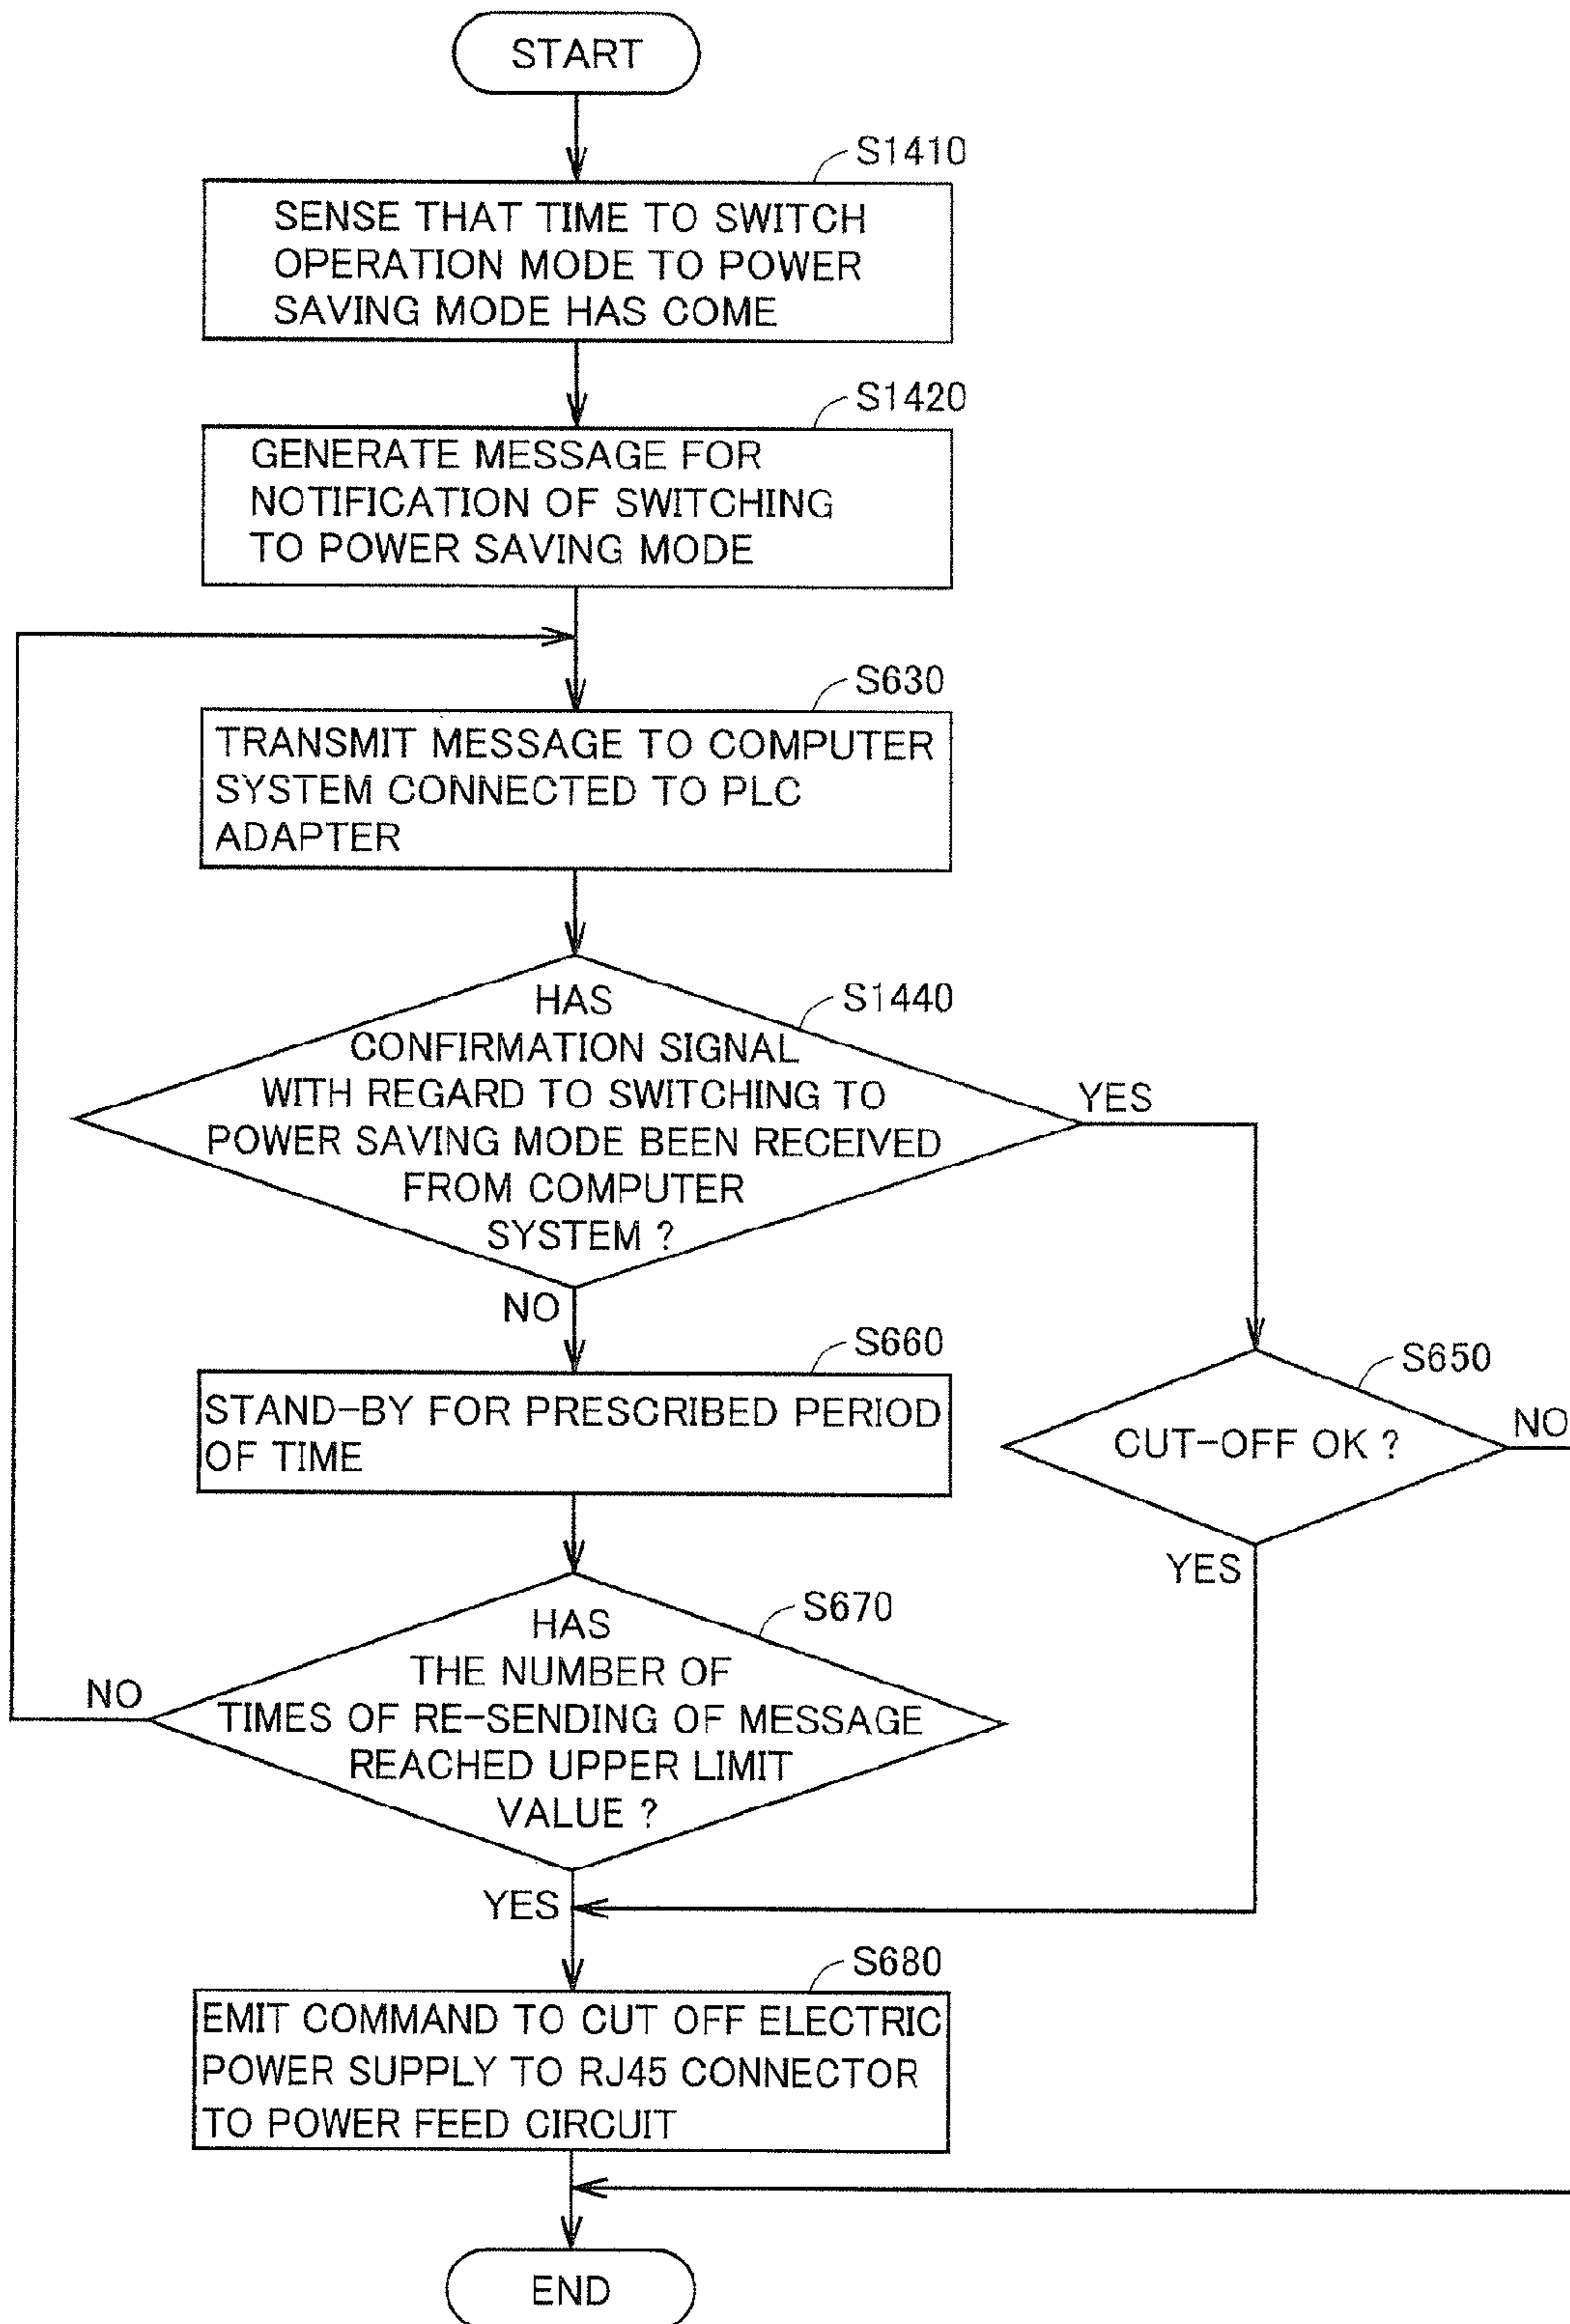 START
S1410
SENSE THAT TIME TO SWITCH
OPERATION MODE TO POWER
SAVING MODE HAS COME
S1420
GENERATE MESSAGE FOR
NOTIFICATION OF SWITCHING
TO POWER SAVING MODE
S630
TRANSMIT MESSAGE TO COMPUTER
SYSTEM CONNECTED TO PLC
ADAPTER
S1440
HAS
CONFIRMATION SIGNAL
WITH REGARD TO SWITCHING TO
POWER SAVING MODE BEEN RECEIVED
FROM COMPUTER
SYSTEM ?
YES
NO
S660
STAND-BY FOR PRESCRIBED PERIOD
OF TIME
S650
CUT-OFF OK ?
NO
YES
S670
HAS
THE NUMBER OF
TIMES OF RE-SENDING OF MESSAGE
REACHED UPPER LIMIT
VALUE ?
NO
YES
S680
EMIT COMMAND TO CUT OFF ELECTRIC
POWER SUPPLY TO RJ45 CONNECTOR
TO POWER FEED CIRCUIT
END